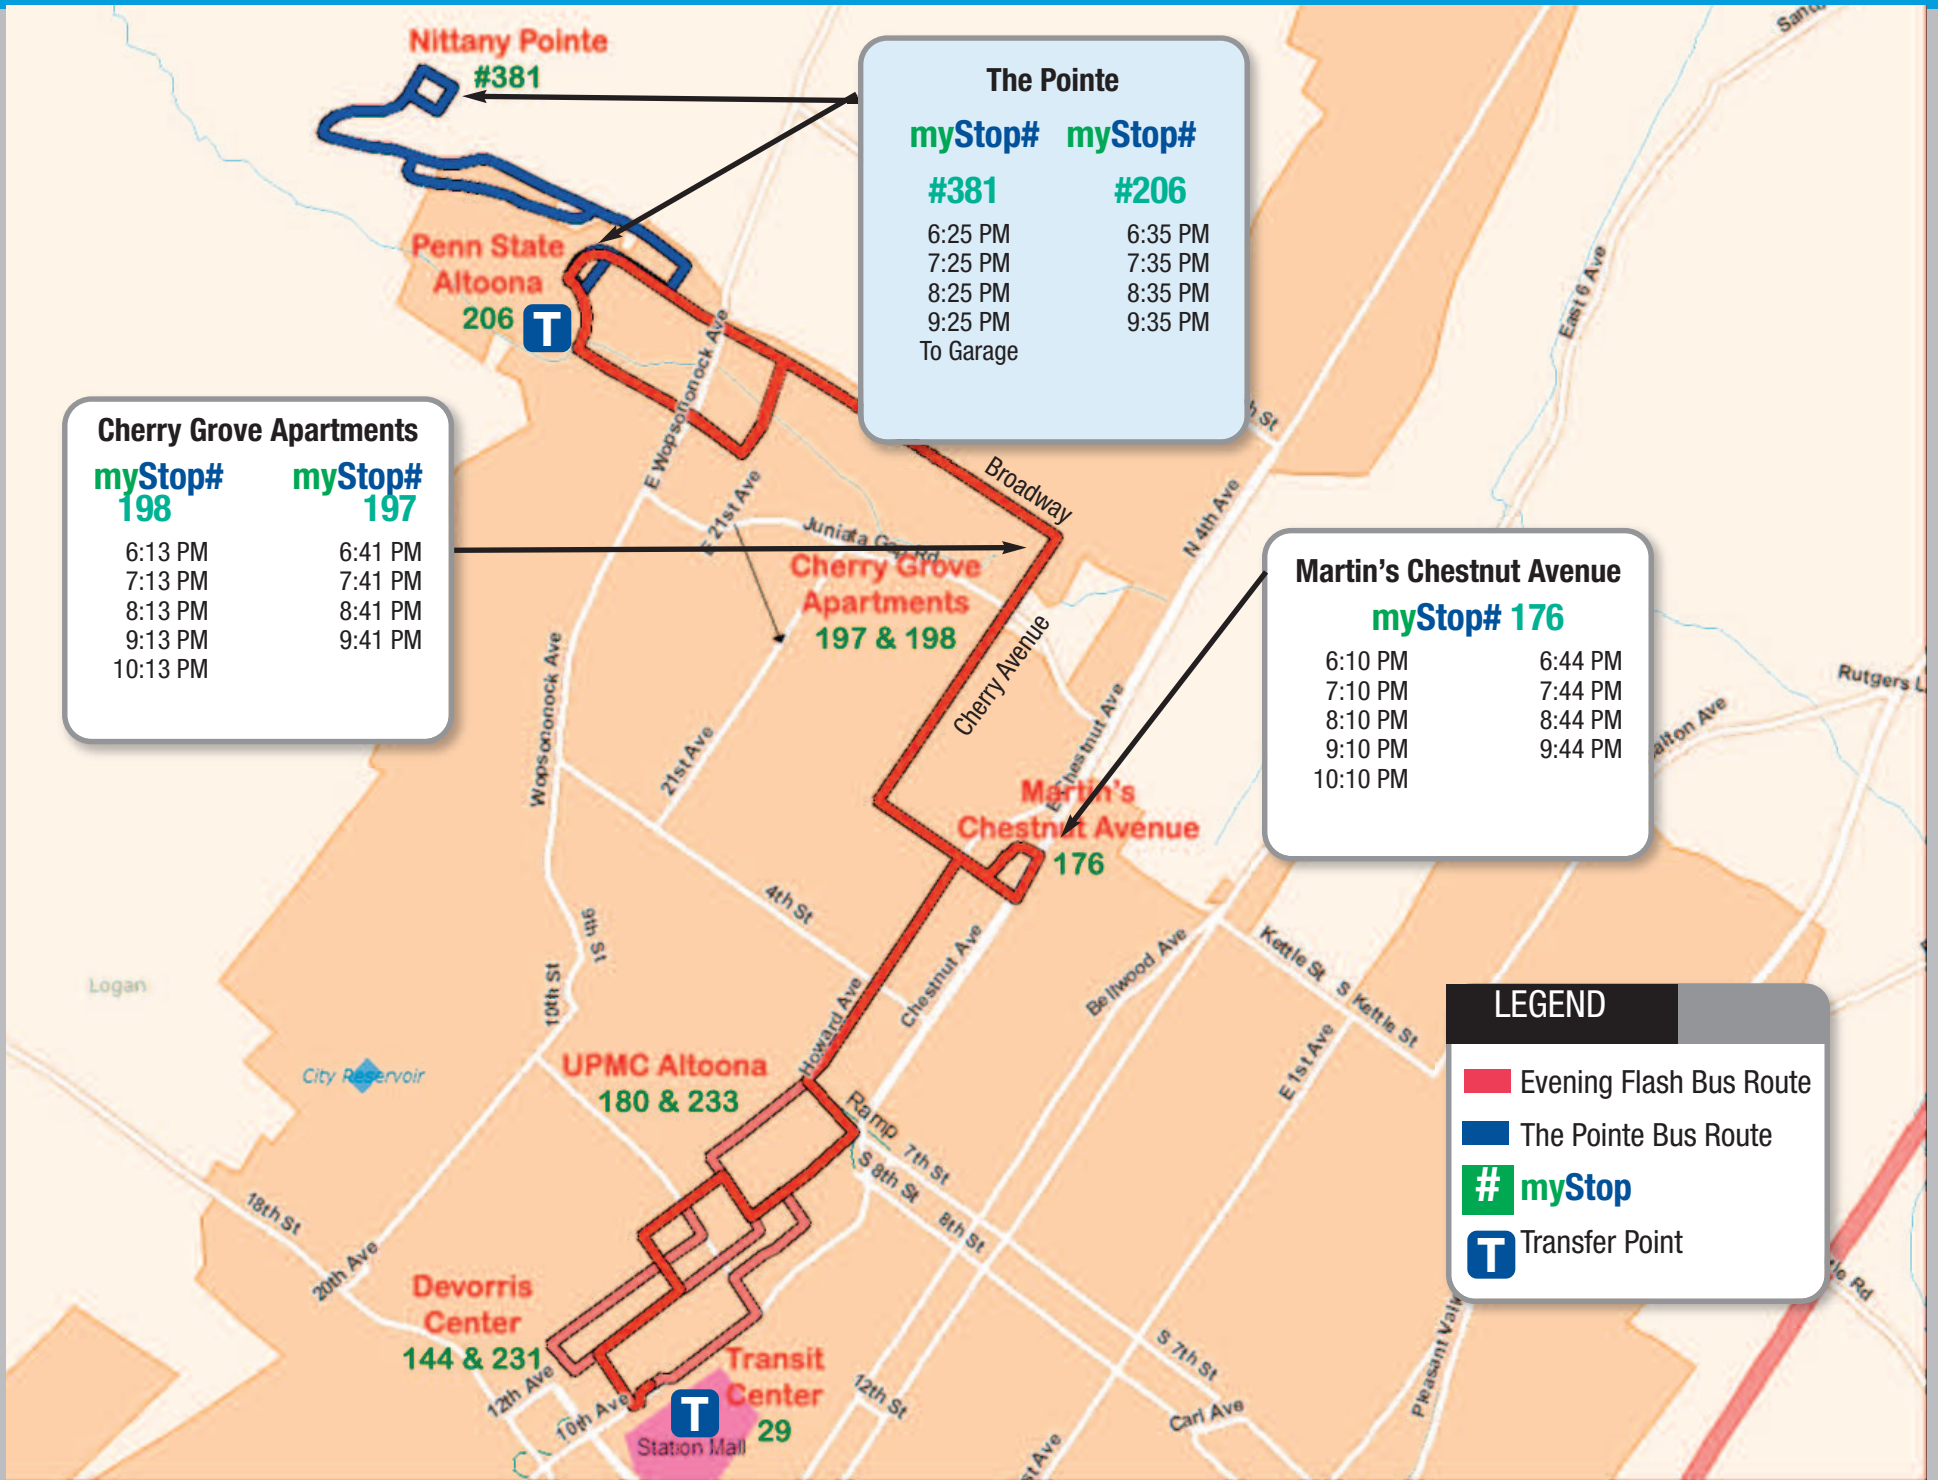 Nittany Pointe
#381
The Pointe
myStop# myStop#
#381 #206
6:25 PM 6:35 PM
7:25 PM 7:35 PM
8:25 PM 8:35 PM
9:25 PM 9:35 PM
To Garage
Penn State
Altoona
206
T
Cherry Grove Apartments
myStop# myStop#
198 197
6:13 PM 6:41 PM
7:13 PM 7:41 PM
8:13 PM 8:41 PM
9:13 PM 9:41 PM
10:13 PM
E Wopsononock Ave
E 21st Ave
Juniata Gap Rd
Broadway
N 4th Ave
East 6 Ave
Cherry Grove
Apartments
197 & 198
Cherry Avenue
Martin's Chestnut Avenue
myStop# 176
6:10 PM 6:44 PM
7:10 PM 7:44 PM
8:10 PM 8:44 PM
9:10 PM 9:44 PM
10:10 PM
Rutgers
Wopsononock Ave
21st Ave
E Chestnut Ave
Martin's
Chestnut Avenue
176
4th St
9th St
10th St
Chestnut Ave
Howard Ave
Bellwood Ave
Kettle St
S Kettle St
E 1st Ave
Logan
City Reservoir
UPMC Altoona
180 & 233
Ramp
7th St
S 8th St
8th St
LEGEND
Evening Flash Bus Route
The Pointe Bus Route
# myStop
T Transfer Point
18th St
20th Ave
Devorris
Center
144 & 231
12th Ave
10th Ave
Transit
Center
29
T
Station Mall
12th St
S 7th St
Carl Ave
Pleasant
Rd